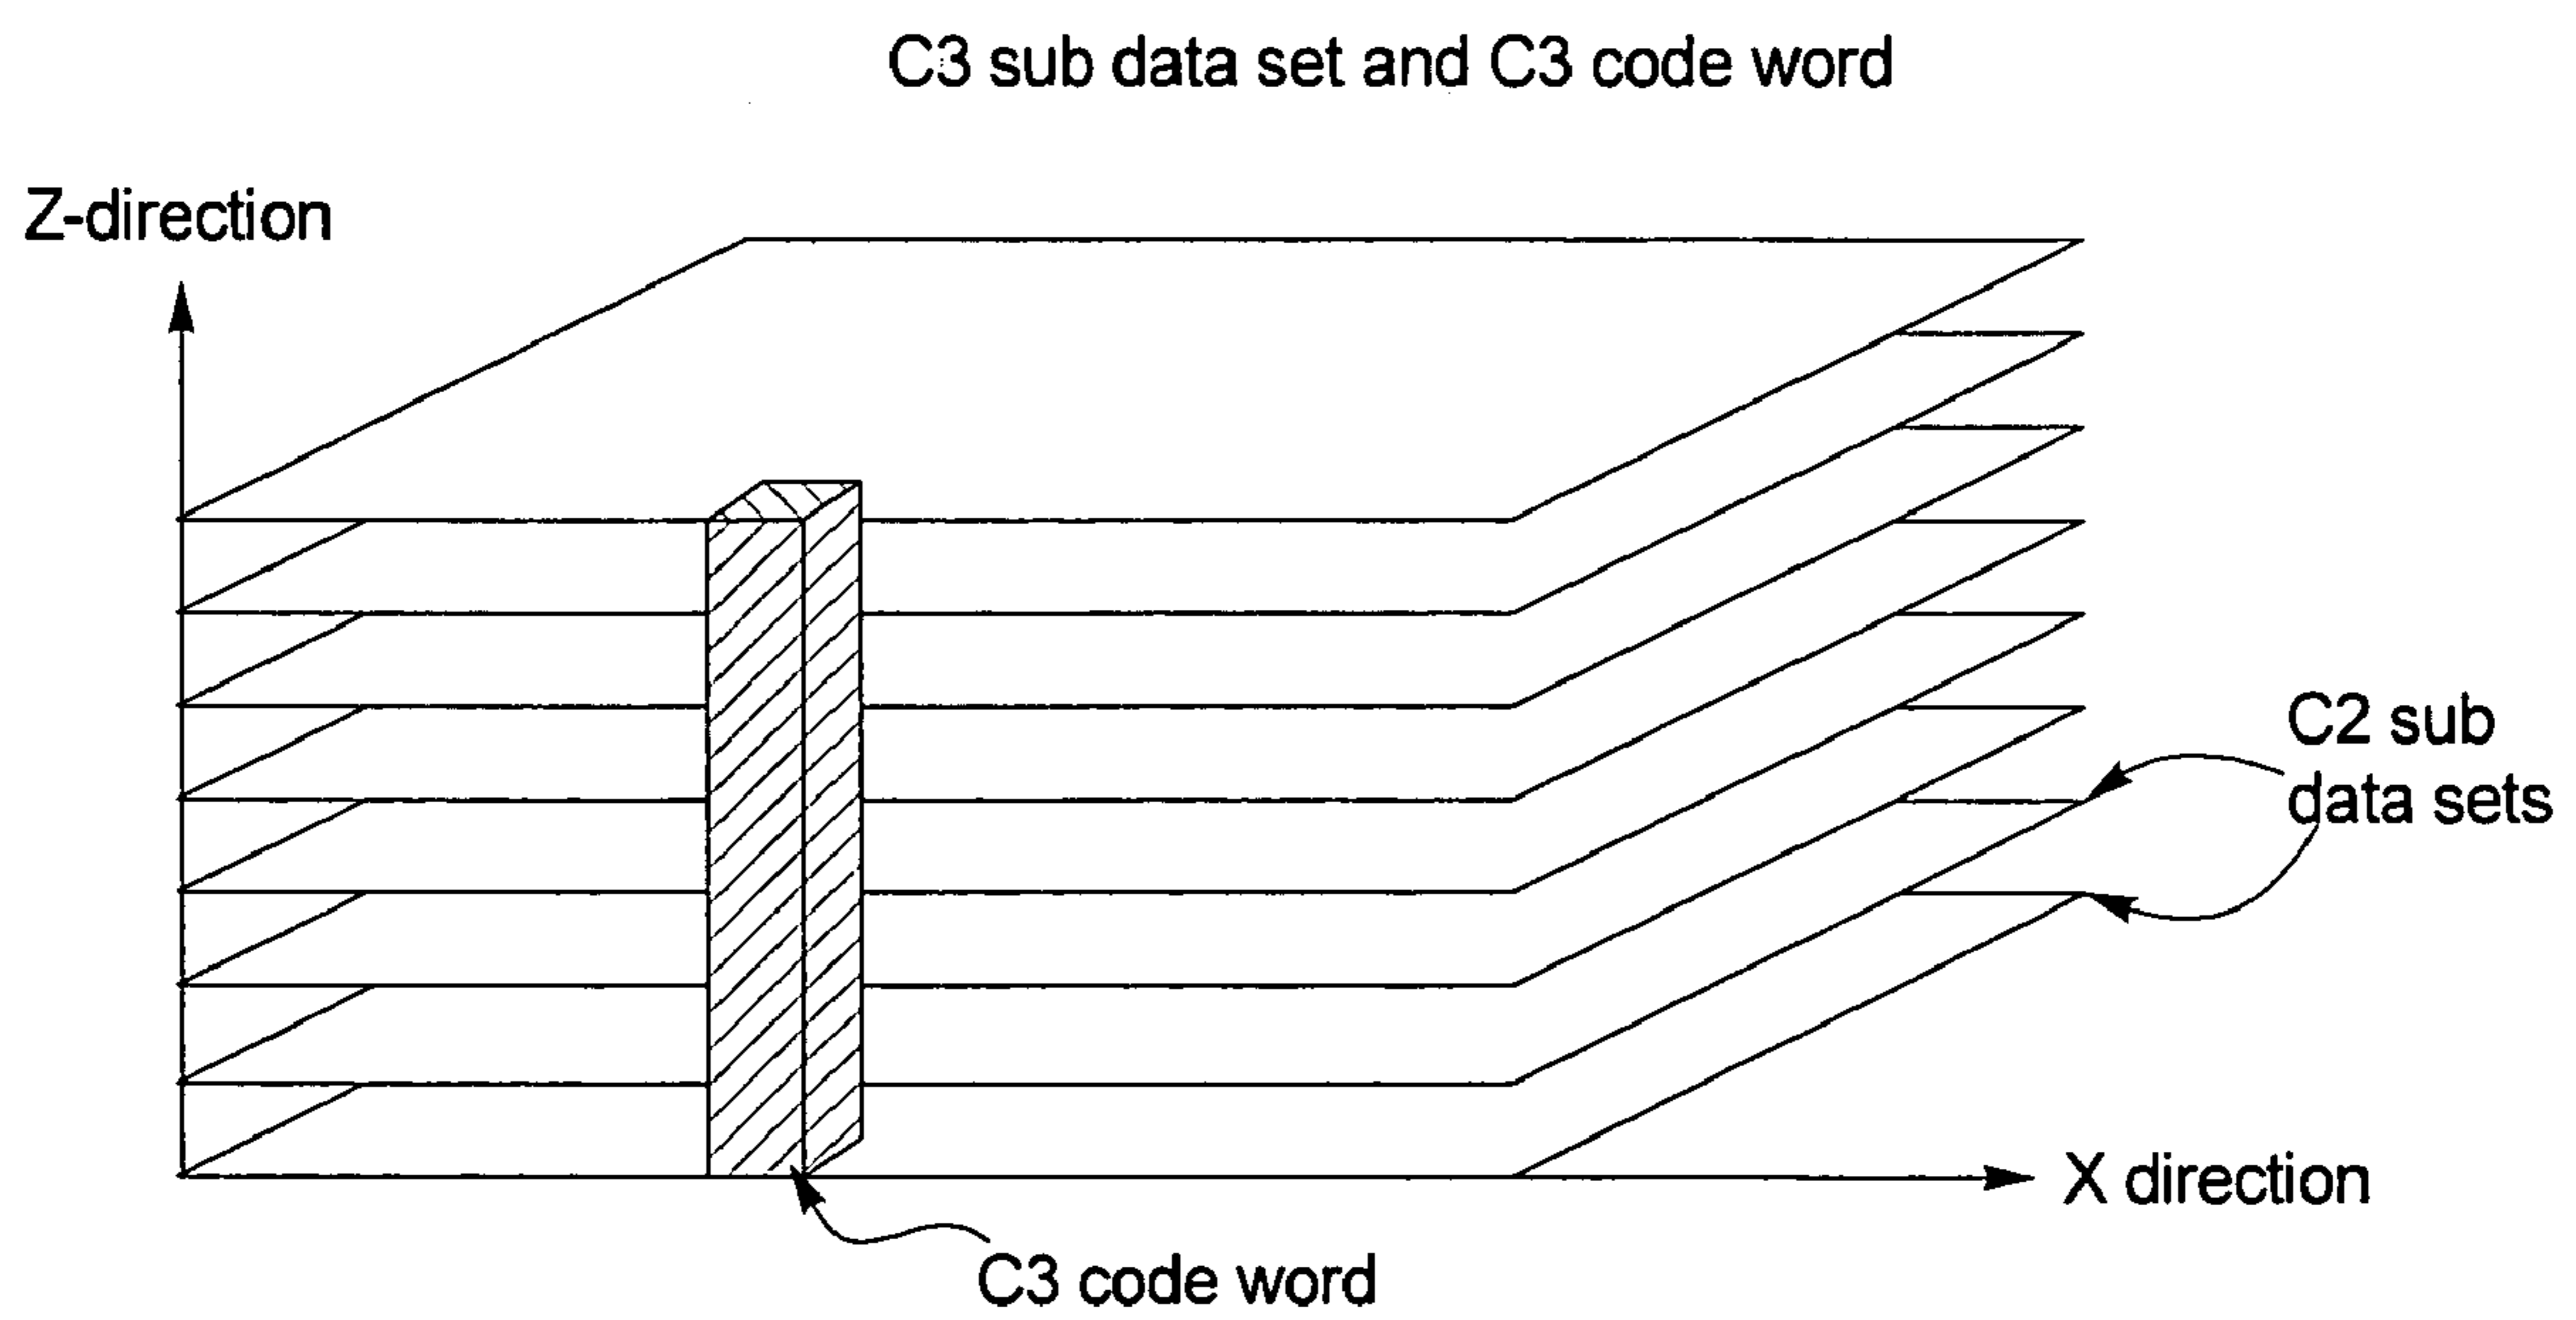 C3 sub data set and C3 code word
Z-direction
C2 sub
data sets
X direction
C3 code word